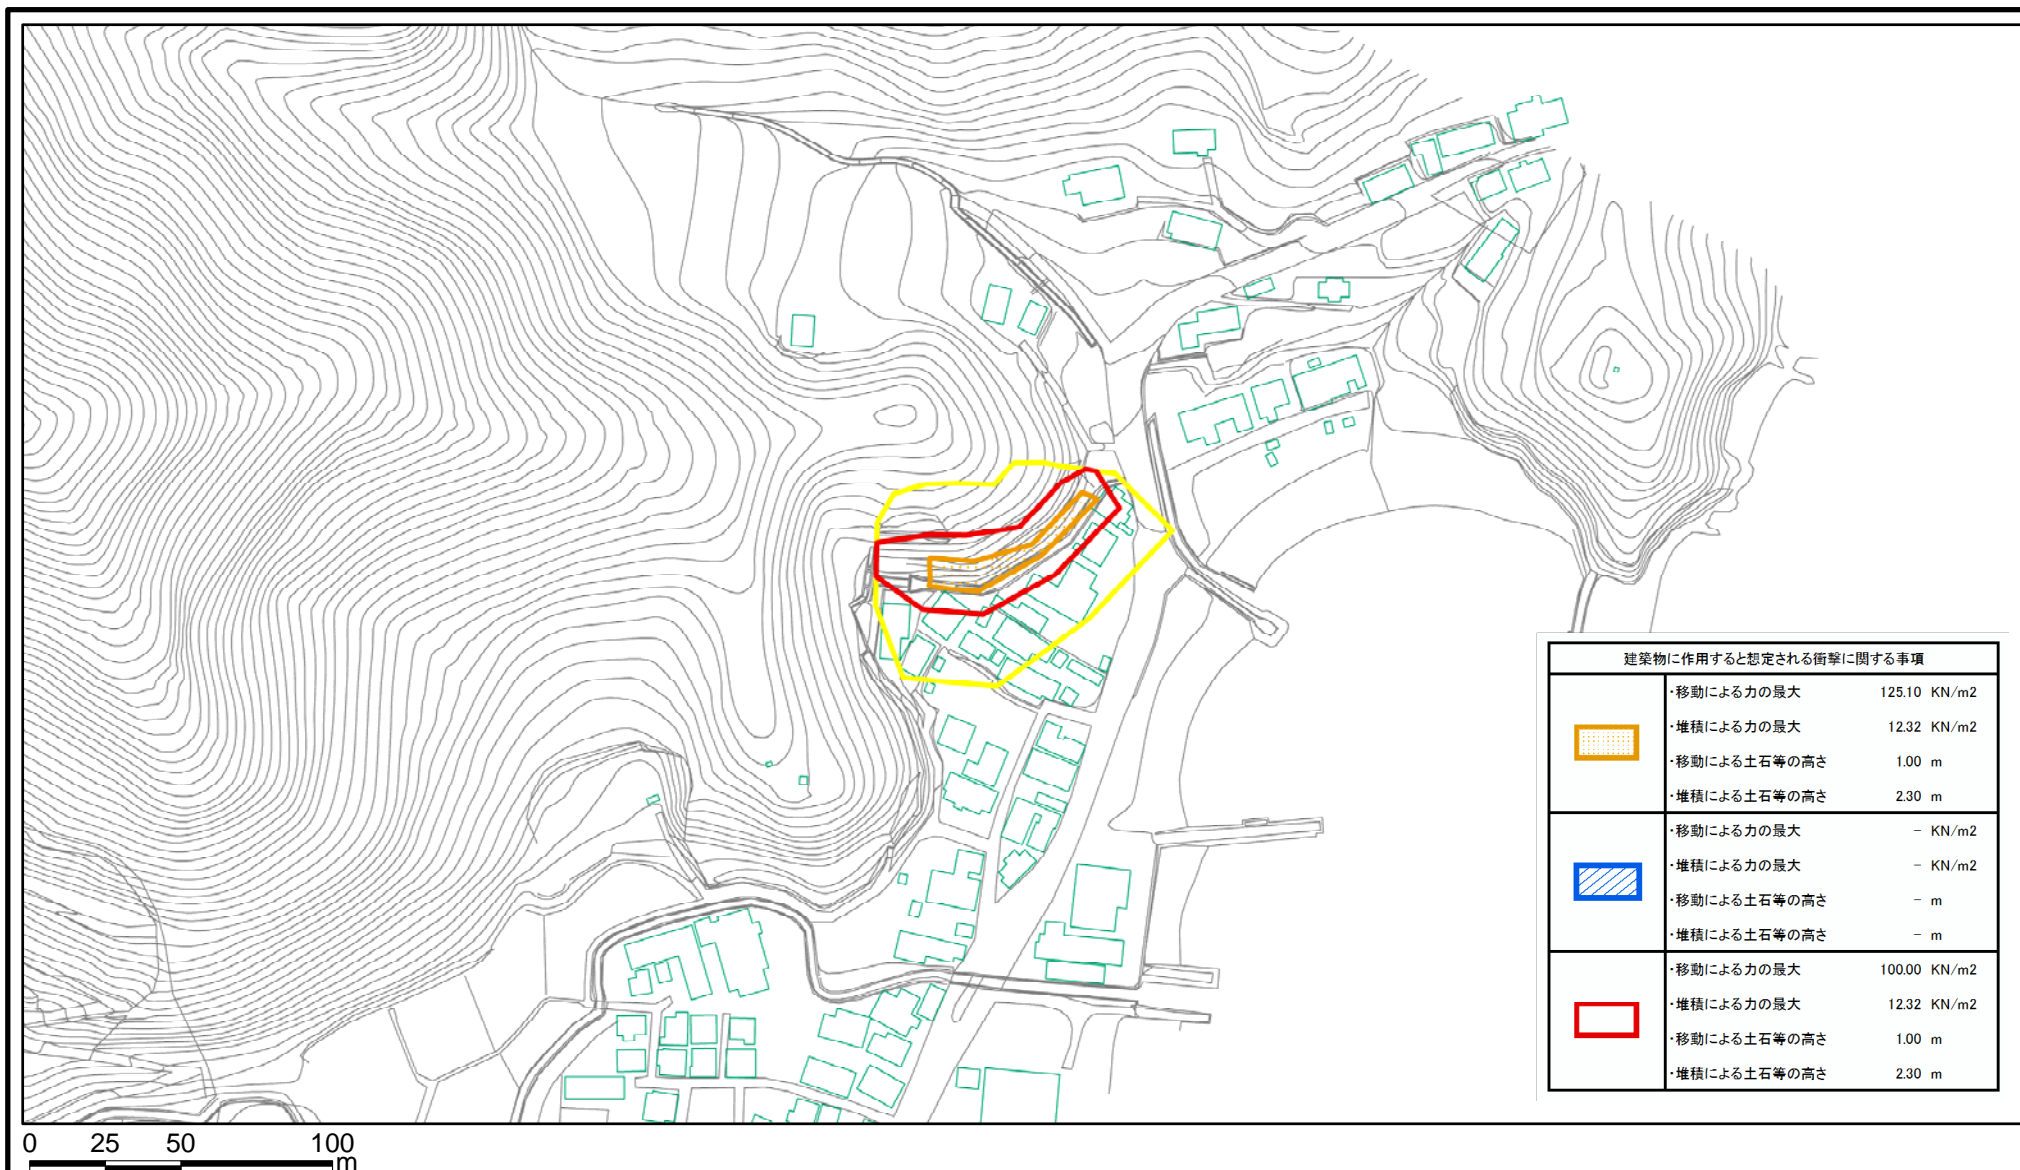 建築物に作用すると想定される衝撃に関する事項
・移動による力の最大 125.10 KN/m2
・堆積による力の最大 12.32 KN/m2
・移動による土石等の高さ 1.00 m
・堆積による土石等の高さ 2.30 m
・移動による力の最大 － KN/m2
・堆積による力の最大 － KN/m2
・移動による土石等の高さ － m
・堆積による土石等の高さ － m
・移動による力の最大 100.00 KN/m2
・堆積による力の最大 12.32 KN/m2
・移動による土石等の高さ 1.00 m
・堆積による土石等の高さ 2.30 m
0 25 50 100
m